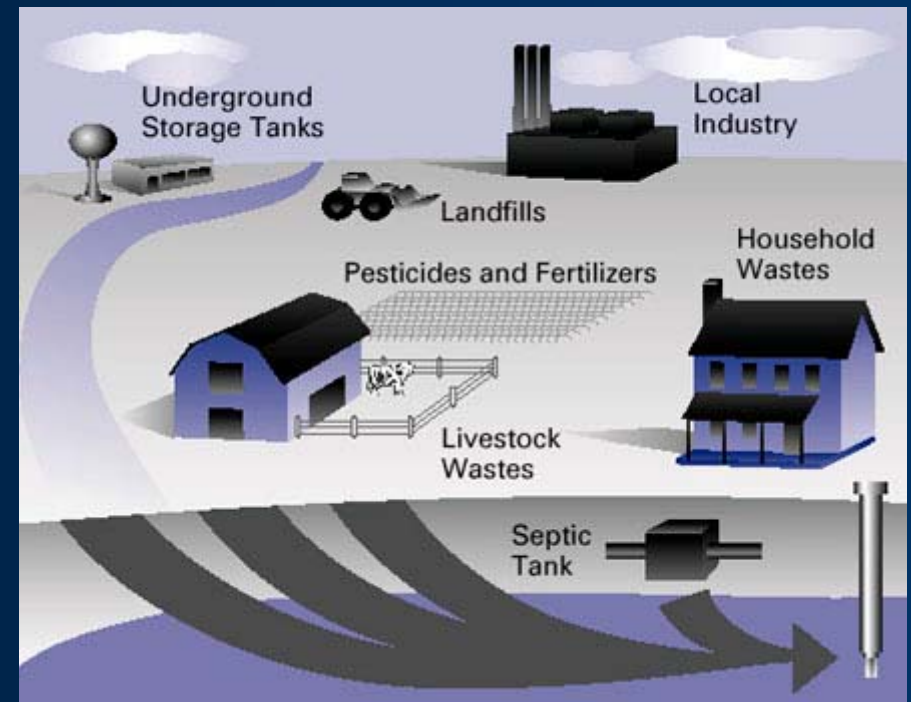 Underground
Storage Tanks
Local
Industry
Landfills
Pesticides and Fertilizers
Household
Wastes
Livestock
Wastes
Septic
Tank